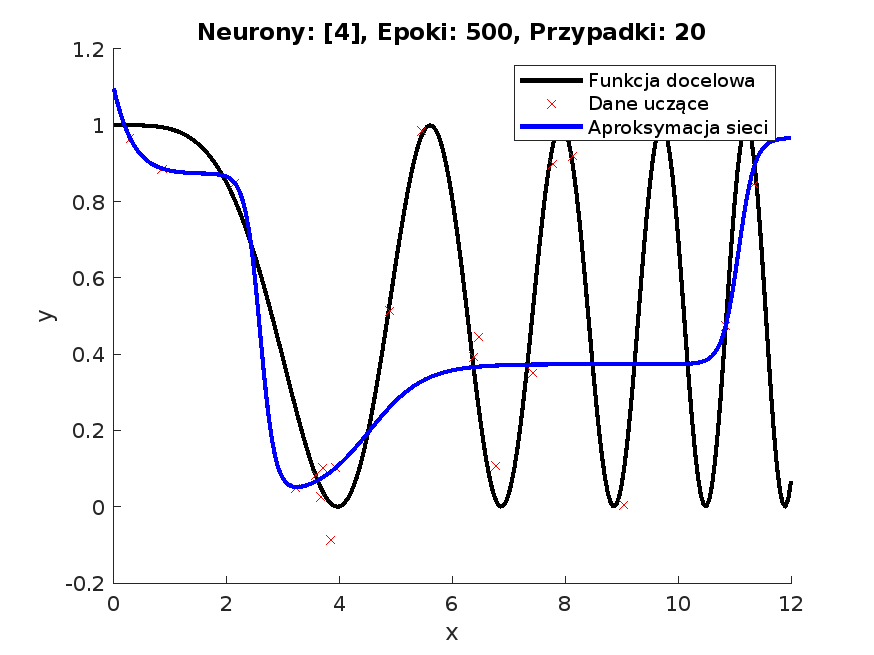 Neurony: [4], Epoki: 500, Przypadki: 20
Funkcja docelowa
Dane uczące
Aproksymacja sieci
1.2
1
0.8
0.6
0.4
0.2
0
-0.2
y
0 2 4 6 8 10 12
x